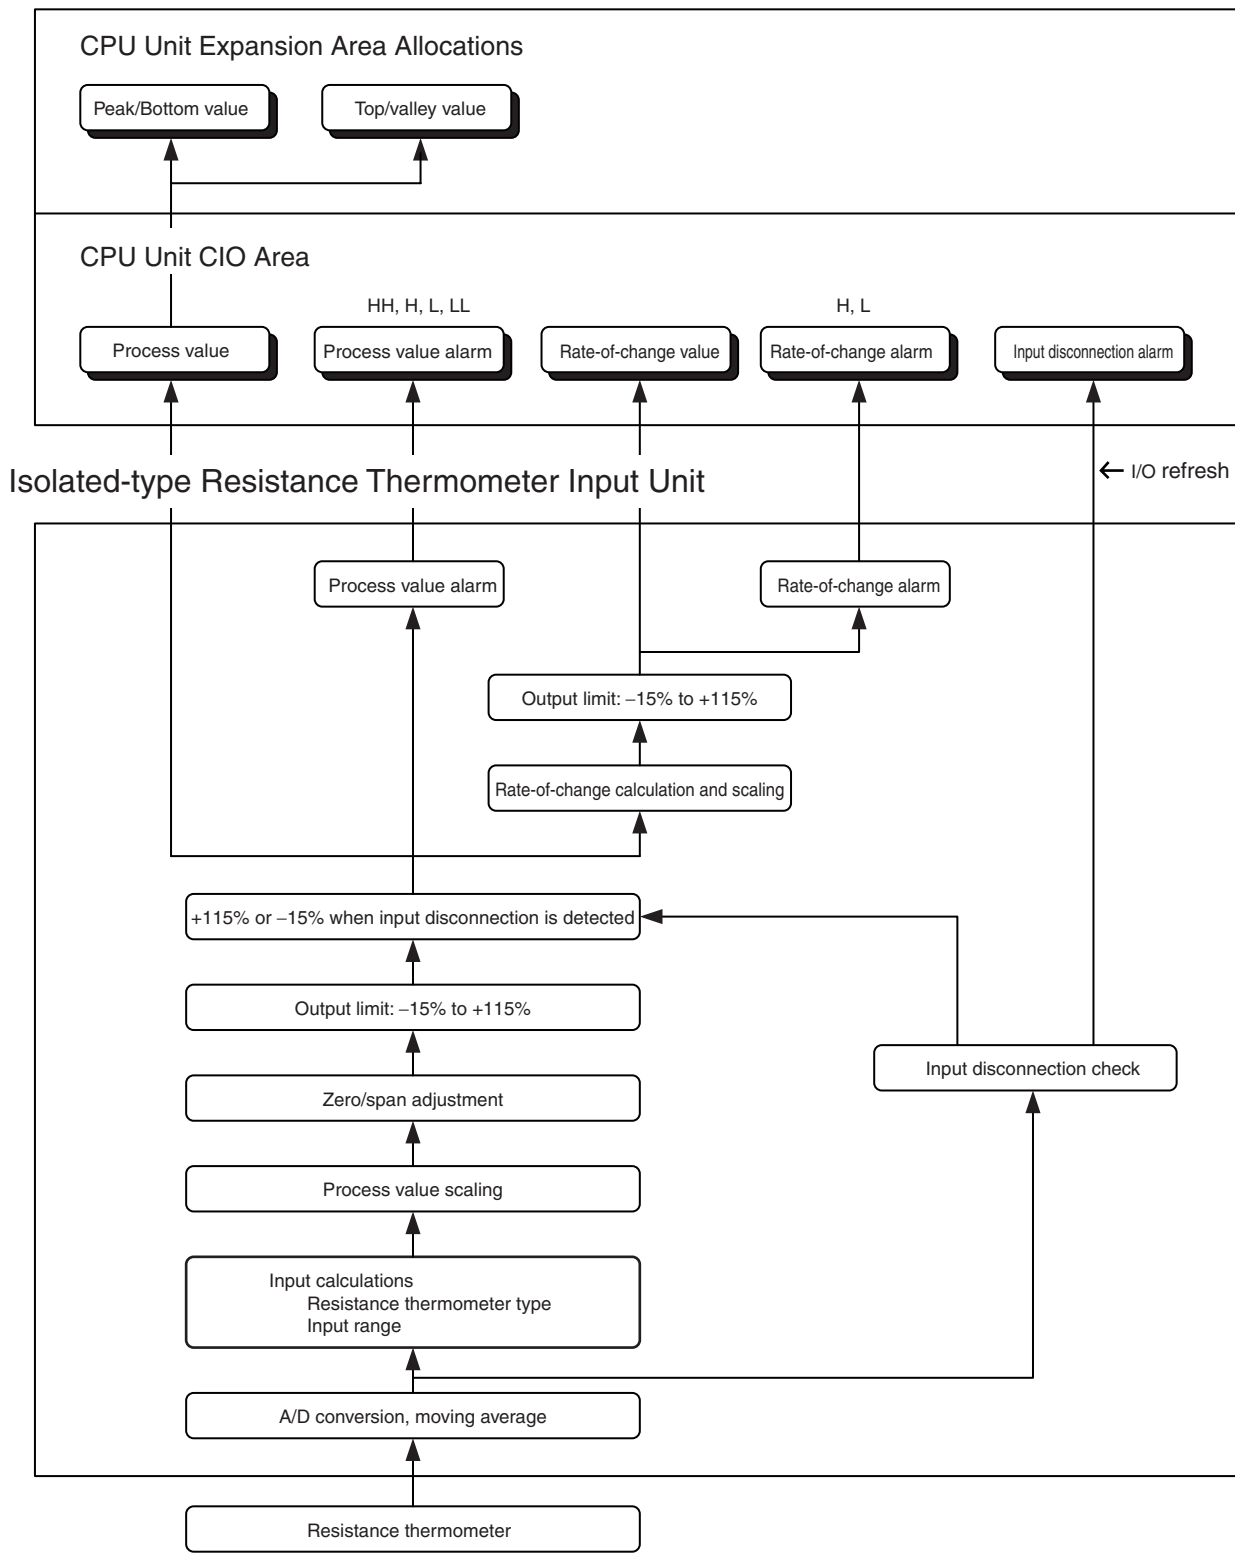 CPU Unit Expansion Area Allocations
Peak/Bottom value
Top/valley value
CPU Unit CIO Area
HH, H, L, LL
H, L
Process value
Process value alarm
Rate-of-change value
Rate-of-change alarm
Input disconnection alarm
← I/O refresh
Isolated-type Resistance Thermometer Input Unit
Process value alarm
Rate-of-change alarm
Output limit: –15% to +115%
Rate-of-change calculation and scaling
+115% or –15% when input disconnection is detected
Output limit: –15% to +115%
Input disconnection check
Zero/span adjustment
Process value scaling
Input calculations
Resistance thermometer type
Input range
A/D conversion, moving average
Resistance thermometer